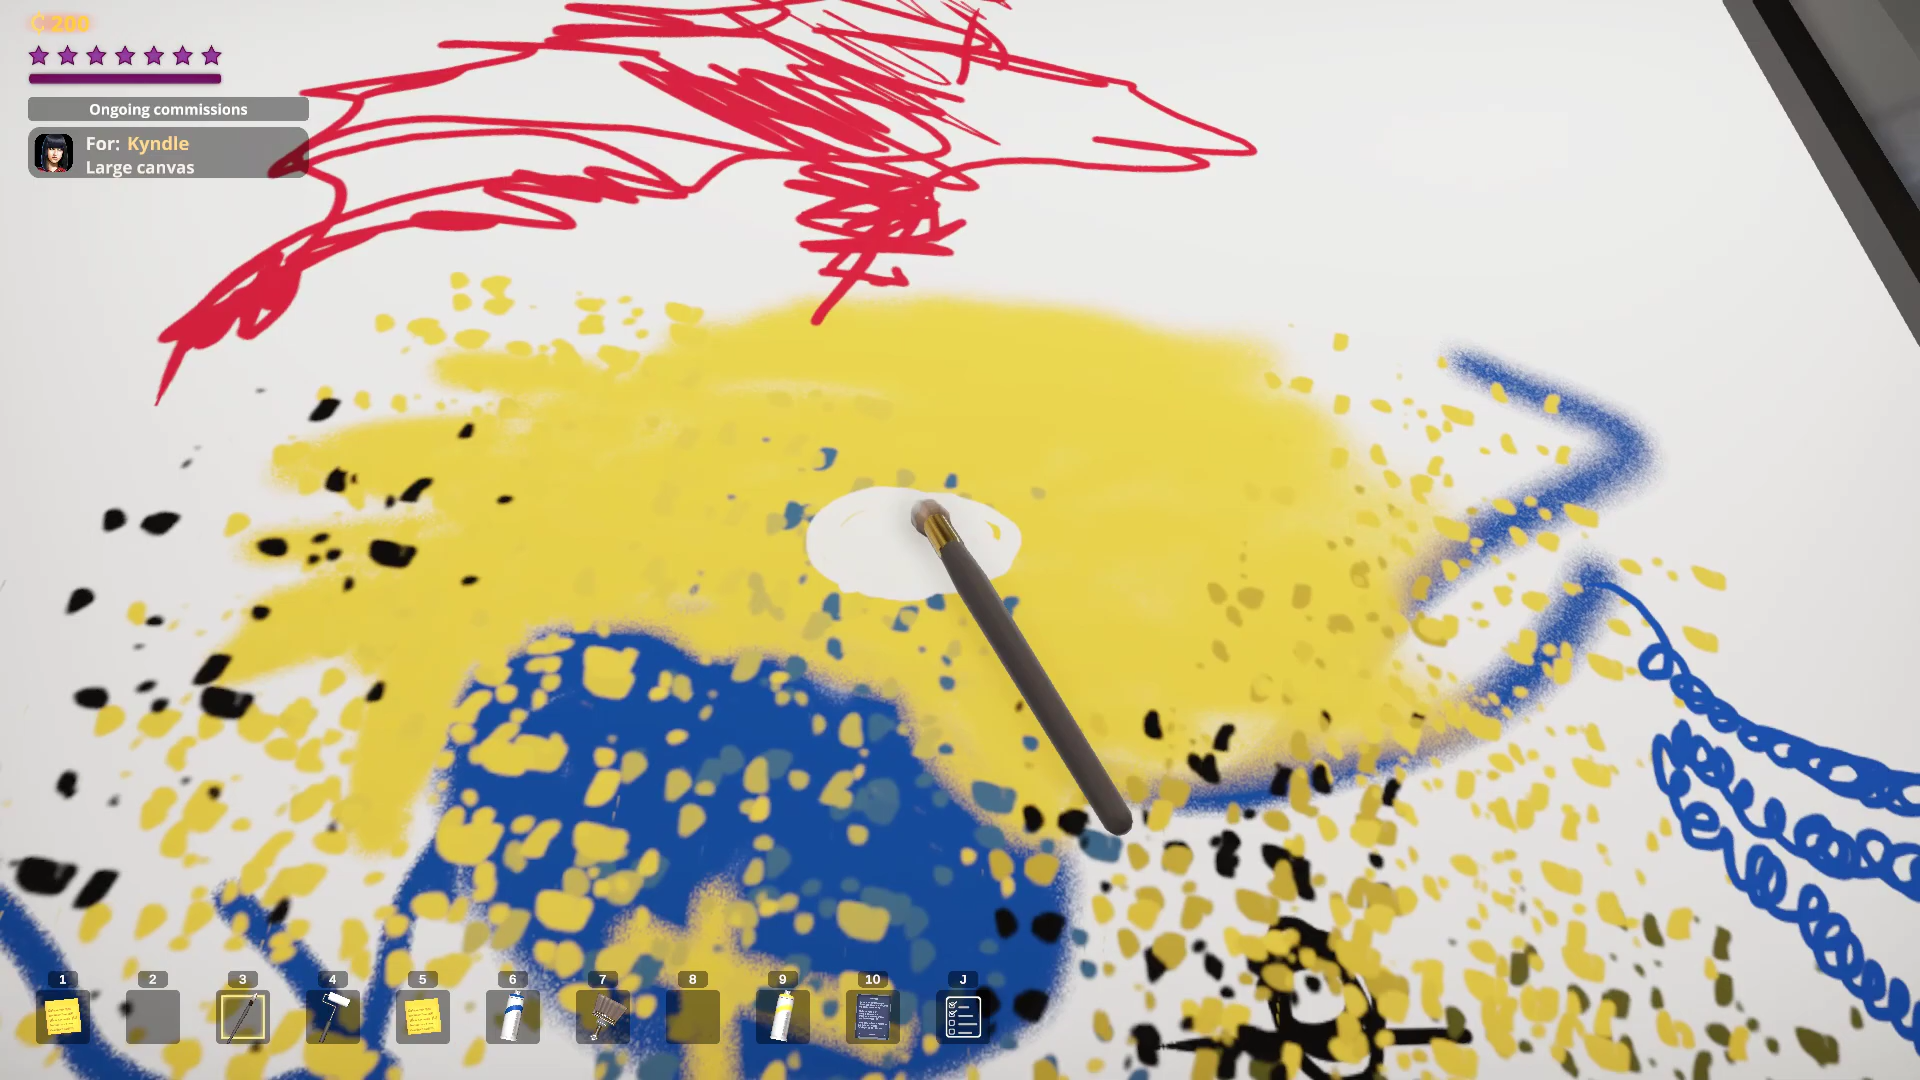 ₵ 200
Ongoing commissions
For: Kyndle
Large canvas
1 2 3 4 5 6 7 8 9 10 J